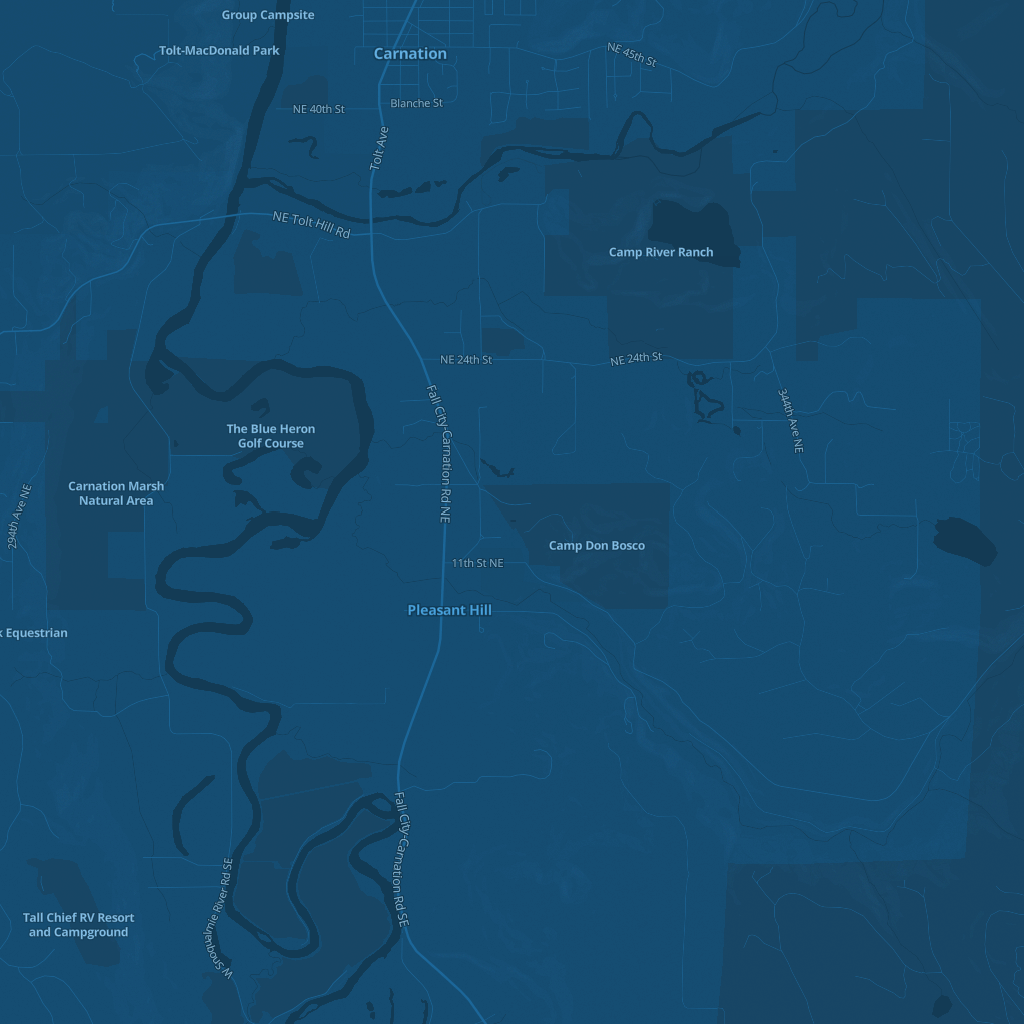 Group Campsite
Tolt-MacDonald Park
Carnation
NE 45th St
NE 40th St
Blanche St
Tolt Ave
NE Tolt Hill Rd
Camp River Ranch
NE 24th St
NE 24th St
Fall City-Carnation Rd NE
344th Ave NE
The Blue Heron
Golf Course
Carnation Marsh
Natural Area
294th Ave NE
Camp Don Bosco
11th St NE
Pleasant Hill
k Equestrian
Fall City-Carnation Rd SE
W Snoqualmie River Rd SE
Tall Chief RV Resort
and Campground